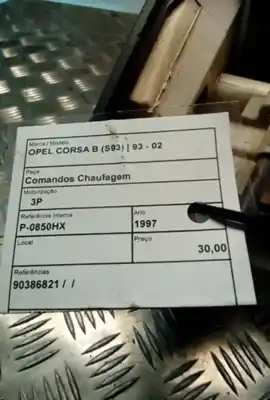 Marca / Modelo
OPEL CORSA B (S93) | 93 - 02
Peça
Comandos Chaufagem
Motorização
3P
Referência Interna
P-0850HX
Ano
1997
Local
Preço
30,00
Referências
90386821 / /